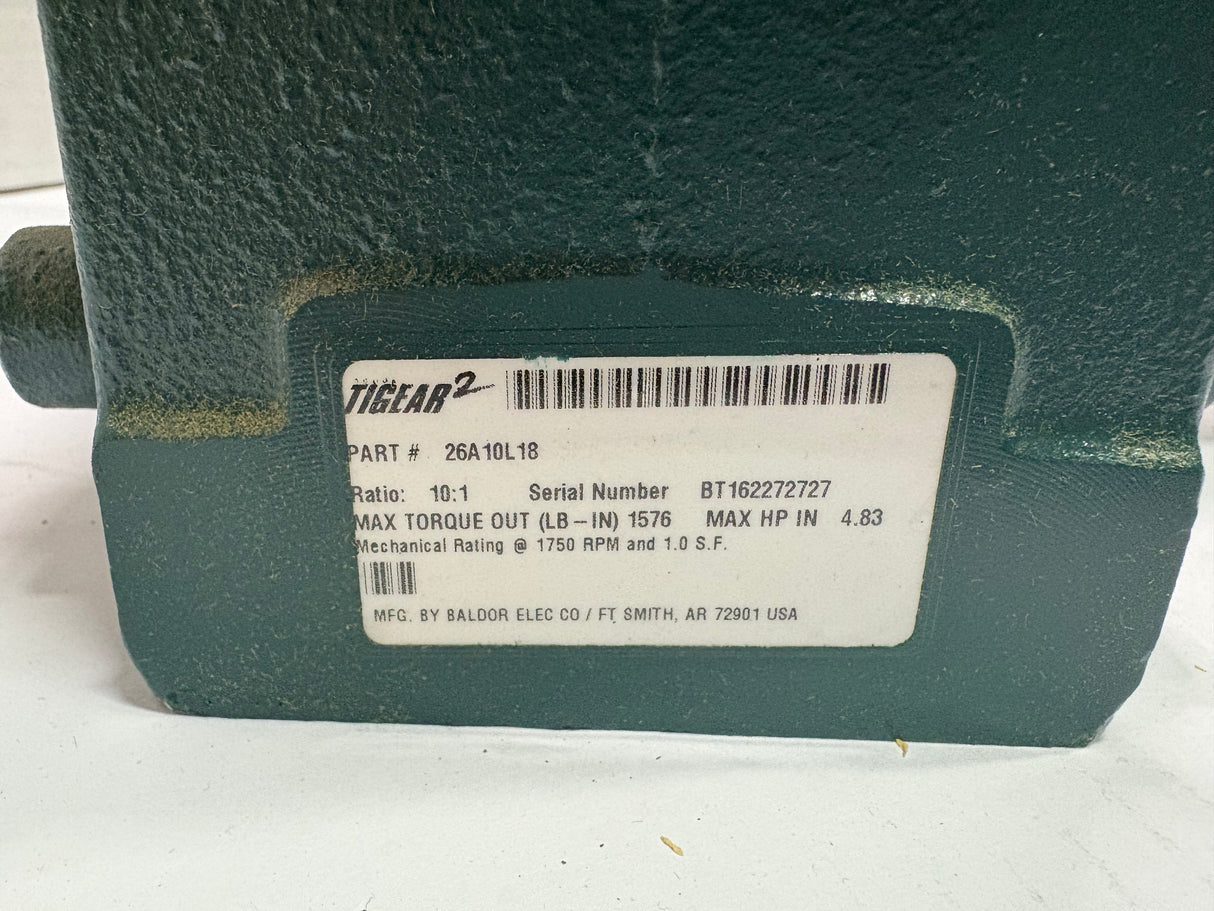 TIGEAR2
PART # 26A10L18
Ratio: 10:1 Serial Number BT162272727
MAX TORQUE OUT (LB-IN) 1576 MAX HP IN 4.83
Mechanical Rating @ 1750 RPM and 1.0 S.F.
MFG. BY BALDOR ELEC CO / FT. SMITH, AR 72901 USA